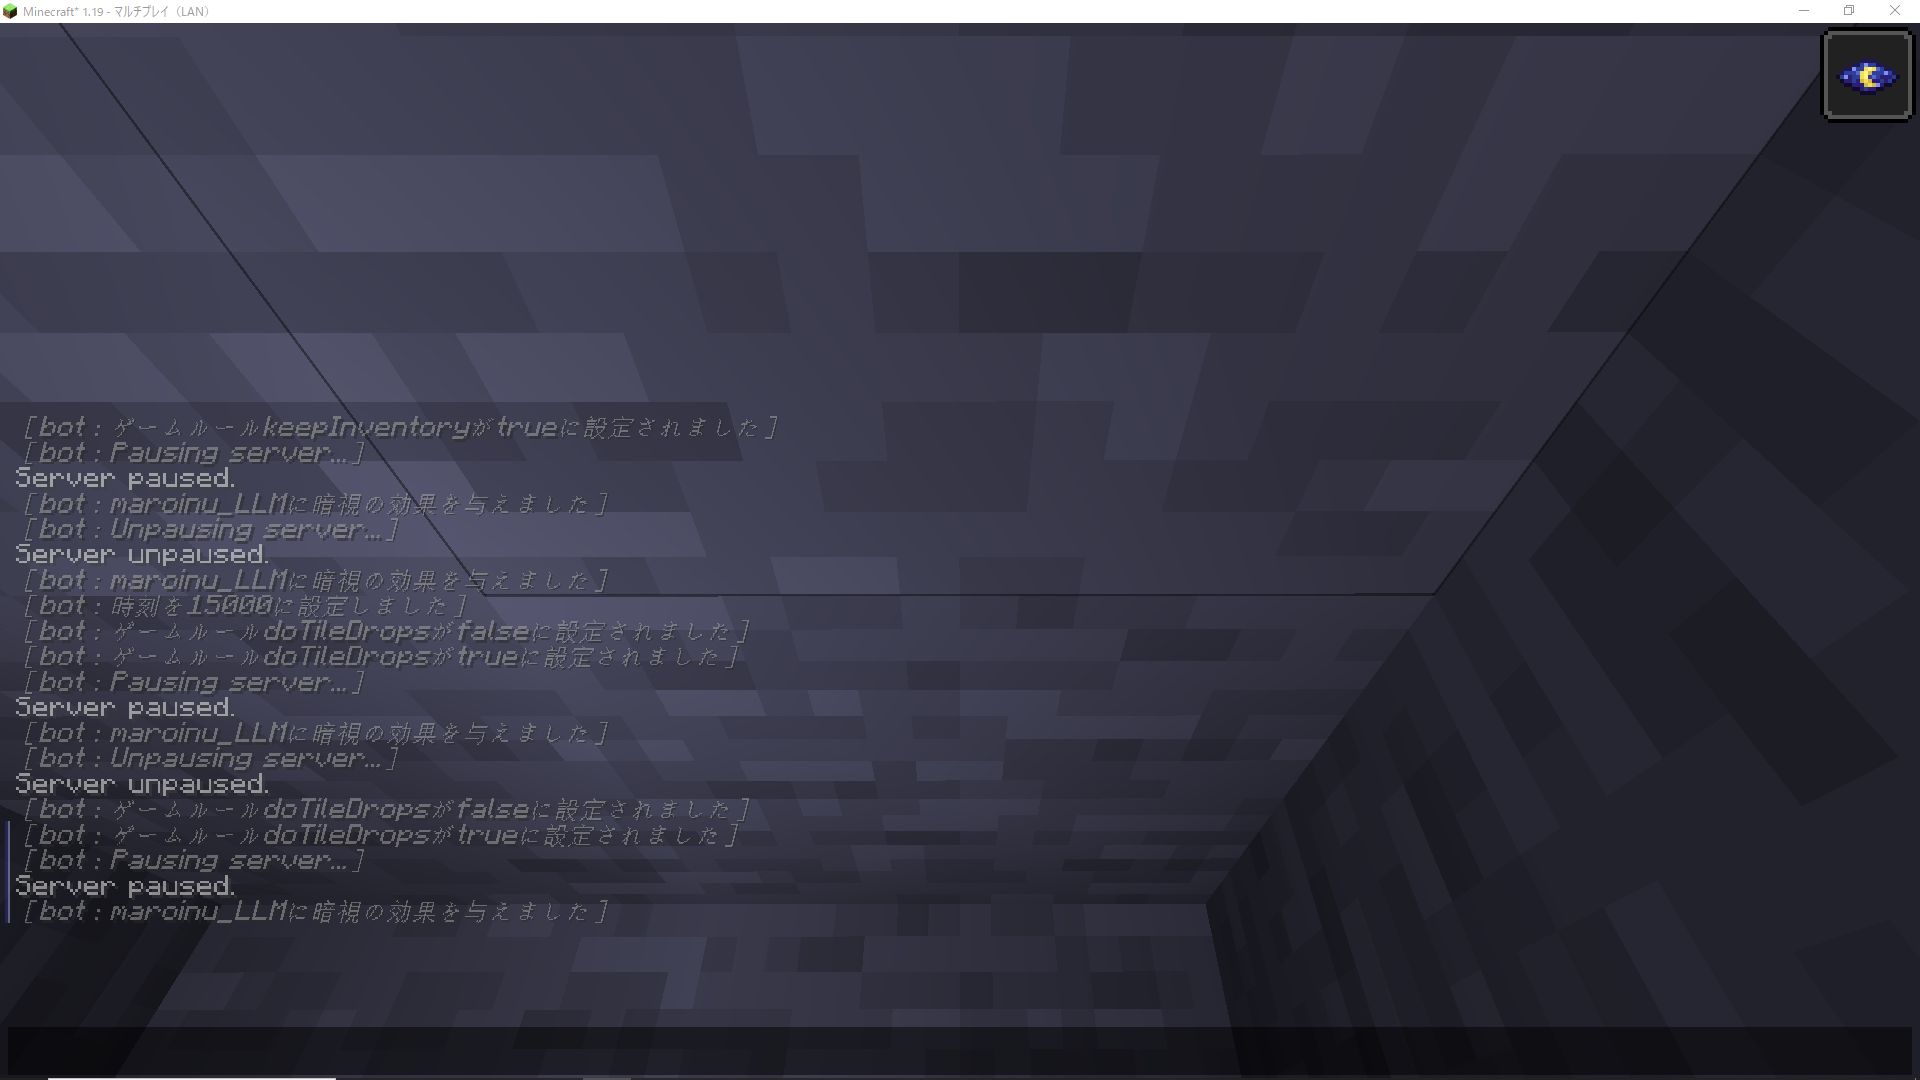 Minecraft* 1.19 - マルチプレイ（LAN）
[bot: ゲームルールkeepInventoryがtrueに設定されました]
[bot: Pausing server...]
Server paused.
[bot: maroinu_LLMに暗視の効果を与えました]
[bot: Unpausing server...]
Server unpaused.
[bot: maroinu_LLMに暗視の効果を与えました]
[bot: 時刻を15000に設定しました]
[bot: ゲームルールdoTileDropsがfalseに設定されました]
[bot: ゲームルールdoTileDropsがtrueに設定されました]
[bot: Pausing server...]
Server paused.
[bot: maroinu_LLMに暗視の効果を与えました]
[bot: Unpausing server...]
Server unpaused.
[bot: ゲームルールdoTileDropsがfalseに設定されました]
[bot: ゲームルールdoTileDropsがtrueに設定されました]
[bot: Pausing server...]
Server paused.
[bot: maroinu_LLMに暗視の効果を与えました]